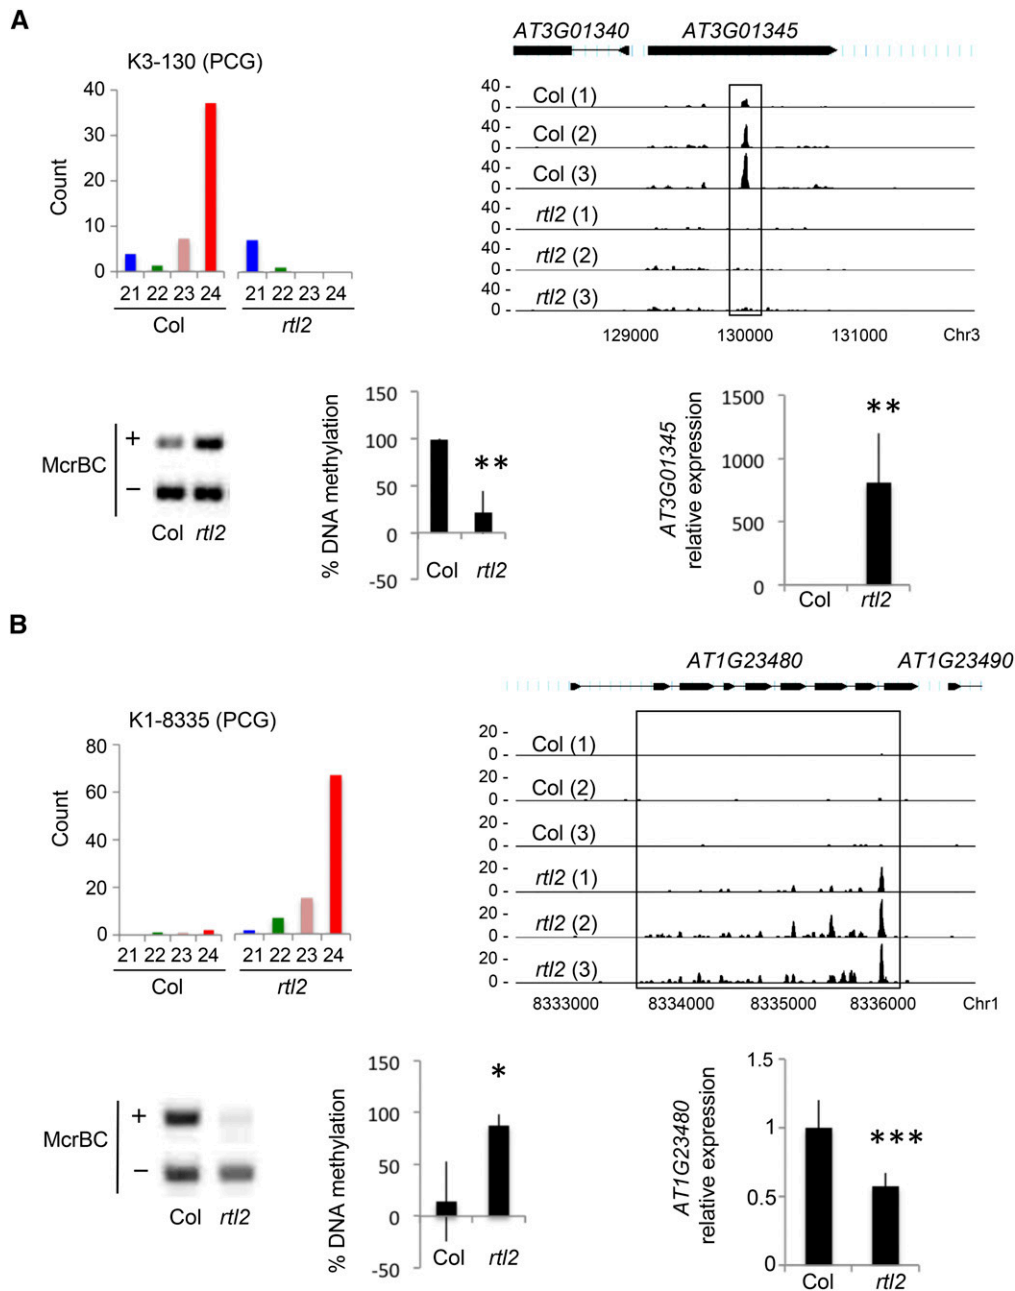 A
K3-130 (PCG)
Count
40
30
20
10
0
21 22 23 24 21 22 23 24
Col rtl2
AT3G01340 AT3G01345
40 -
0 -
Col (1)
40 -
0 -
Col (2)
40 -
0 -
Col (3)
40 -
0 -
rtl2 (1)
40 -
0 -
rtl2 (2)
40 -
0 -
rtl2 (3)
129000 130000 131000 Chr3
McrBC
+
−
Col rtl2
% DNA methylation
150
100
50
0
-50
**
Col rtl2
AT3G01345
relative expression
1500
1000
500
0
**
Col rtl2
B
K1-8335 (PCG)
Count
80
60
40
20
0
21 22 23 24 21 22 23 24
Col rtl2
AT1G23480 AT1G23490
20 -
0 -
Col (1)
20 -
0 -
Col (2)
20 -
0 -
Col (3)
20 -
0 -
rtl2 (1)
20 -
0 -
rtl2 (2)
20 -
0 -
rtl2 (3)
8333000 8334000 8335000 8336000 Chr1
McrBC
+
−
Col rtl2
% DNA methylation
150
100
50
0
-50
*
Col rtl2
AT1G23480
relative expression
1.5
1
0.5
0
***
Col rtl2